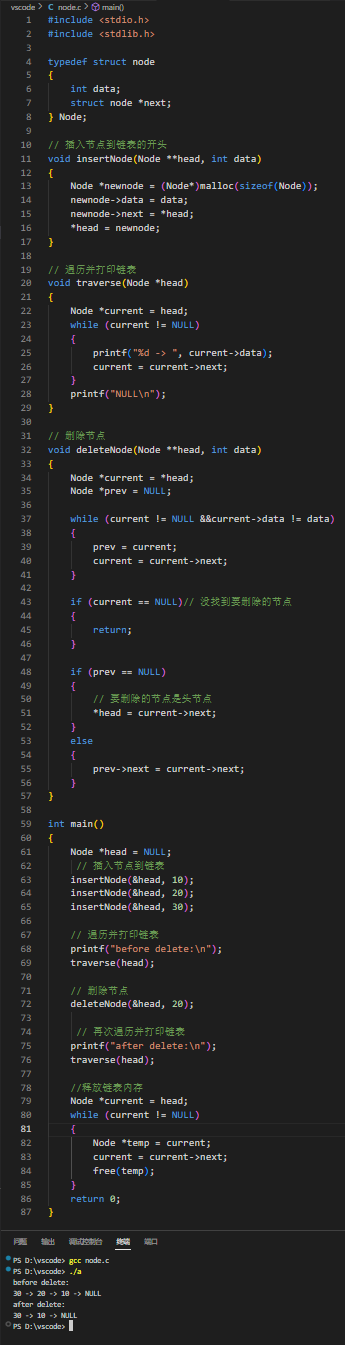 vscode > C node.c > main()
1 #include <stdio.h>
2 #include <stdlib.h>
3
4 typedef struct node
5 {
6     int data;
7     struct node *next;
8 } Node;
9
10 // 插入节点到链表的开头
11 void insertNode(Node **head, int data)
12 {
13     Node *newnode = (Node*)malloc(sizeof(Node));
14     newnode->data = data;
15     newnode->next = *head;
16     *head = newnode;
17 }
18
19 // 遍历并打印链表
20 void traverse(Node *head)
21 {
22     Node *current = head;
23     while (current != NULL)
24     {
25         printf("%d -> ", current->data);
26         current = current->next;
27     }
28     printf("NULL\n");
29 }
30
31 // 删除节点
32 void deleteNode(Node **head, int data)
33 {
34     Node *current = *head;
35     Node *prev = NULL;
36
37     while (current != NULL &&current->data != data)
38     {
39         prev = current;
40         current = current->next;
41     }
42
43     if (current == NULL)// 没找到要删除的节点
44     {
45         return;
46     }
47
48     if (prev == NULL)
49     {
50         // 要删除的节点是头节点
51         *head = current->next;
52     }
53     else
54     {
55         prev->next = current->next;
56     }
57 }
58
59 int main()
60 {
61     Node *head = NULL;
62      // 插入节点到链表
63     insertNode(&head, 10);
64     insertNode(&head, 20);
65     insertNode(&head, 30);
66
67     // 遍历并打印链表
68     printf("before delete:\n");
69     traverse(head);
70
71     // 删除节点
72     deleteNode(&head, 20);
73
74      // 再次遍历并打印链表
75     printf("after delete:\n");
76     traverse(head);
77
78     //释放链表内存
79     Node *current = head;
80     while (current != NULL)
81     {
82         Node *temp = current;
83         current = current->next;
84         free(temp);
85     }
86     return 0;
87 }
问题 输出 调试控制台 终端 端口
PS D:\vscode> gcc node.c
PS D:\vscode> ./a
before delete:
30 -> 20 -> 10 -> NULL
after delete:
30 -> 10 -> NULL
PS D:\vscode>